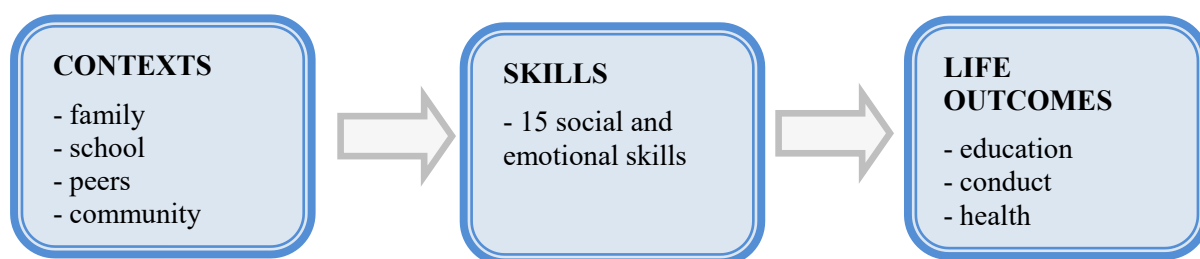 CONTEXTS
- family
- school
- peers
- community
SKILLS
- 15 social and
emotional skills
LIFE
OUTCOMES
- education
- conduct
- health